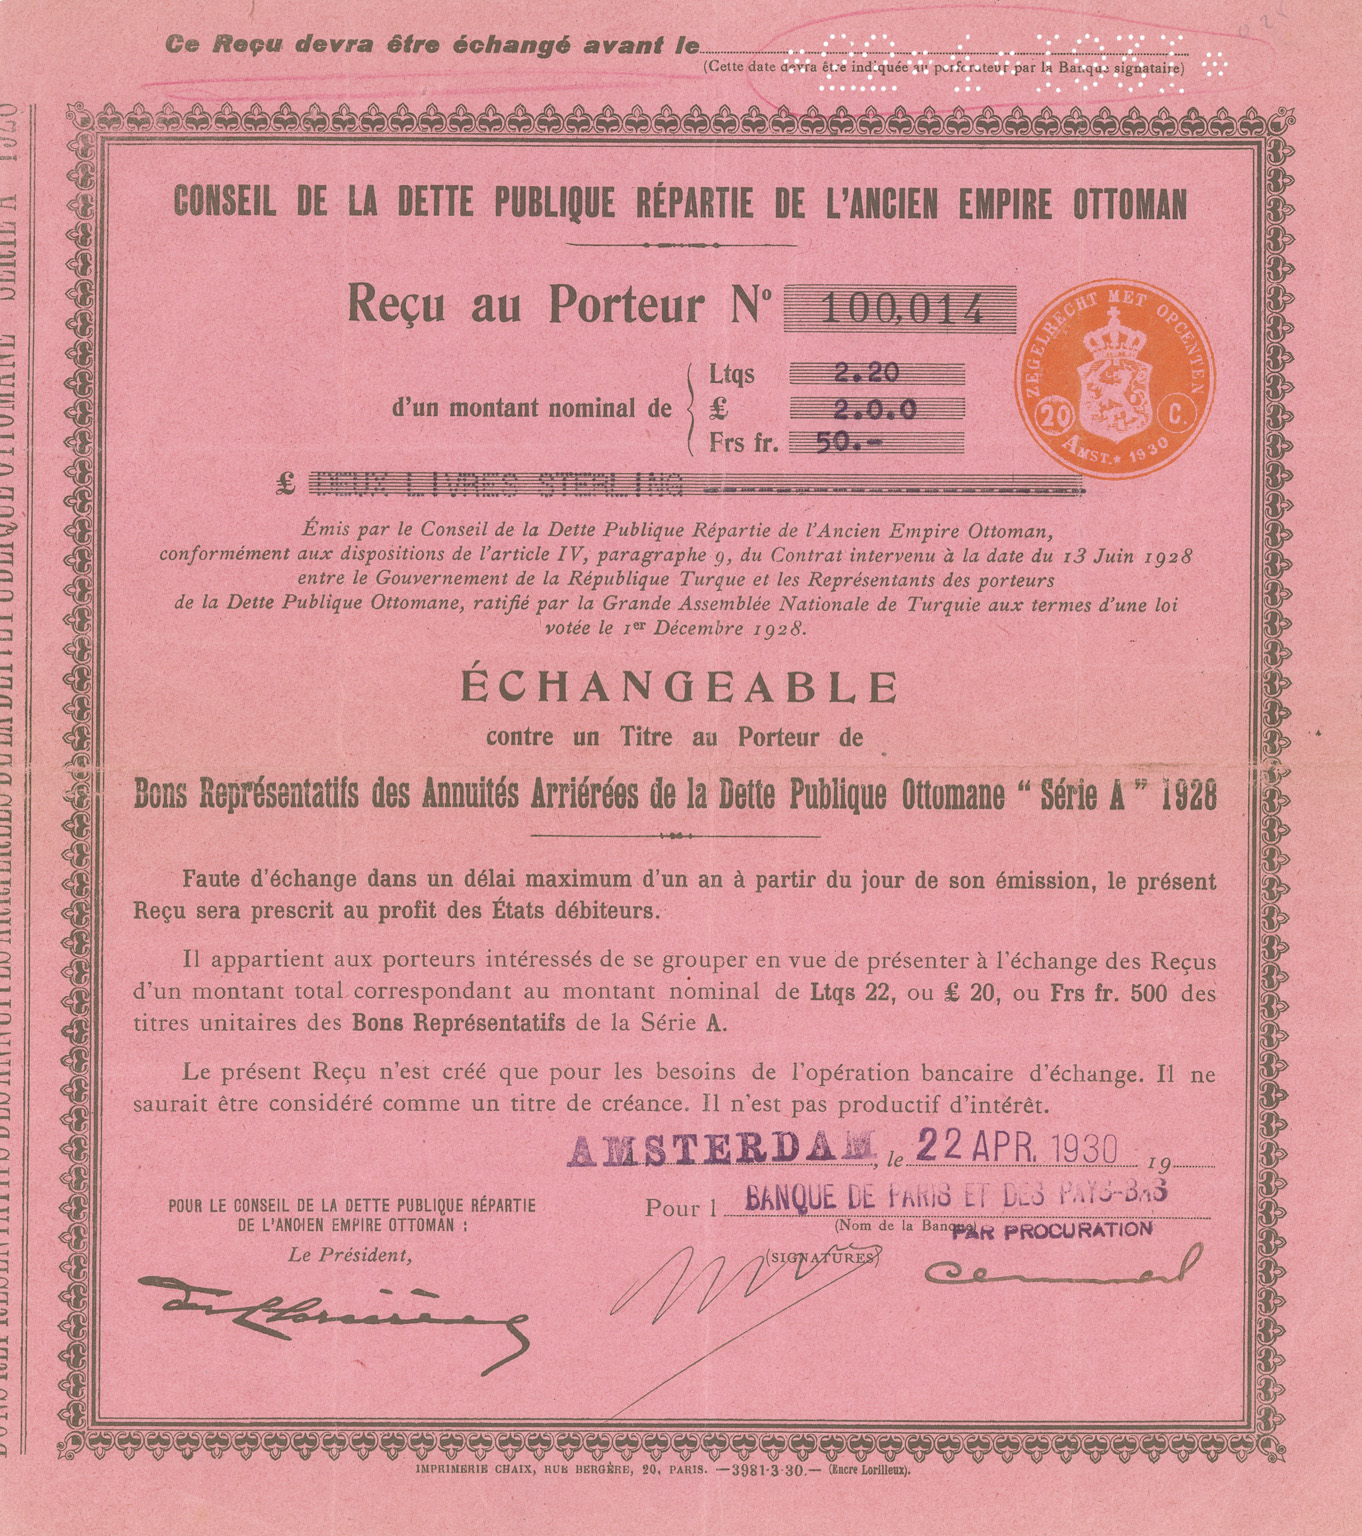 Ce Reçu devra être échangé avant le
* 22-4-1931 *
(Cette date devra être indiquée au perforateur par la Banque signataire)
CONSEIL DE LA DETTE PUBLIQUE RÉPARTIE DE L'ANCIEN EMPIRE OTTOMAN
Reçu au Porteur Nº 100,014
ZEGELRECHT MET OPCENTEN
20 C.
AMST. * 1930
d'un montant nominal de
Ltqs 2.20
£ 2.0.0
Frs fr. 50.-
£ DEUX LIVRES STERLING
Émis par le Conseil de la Dette Publique Répartie de l'Ancien Empire Ottoman,
conformément aux dispositions de l'article IV, paragraphe 9, du Contrat intervenu à la date du 13 Juin 1928
entre le Gouvernement de la République Turque et les Représentants des porteurs
de la Dette Publique Ottomane, ratifié par la Grande Assemblée Nationale de Turquie aux termes d'une loi
votée le 1er Décembre 1928.
ÉCHANGEABLE
contre un Titre au Porteur de
Bons Représentatifs des Annuités Arriérées de la Dette Publique Ottomane “ Série A ” 1928
Faute d'échange dans un délai maximum d'un an à partir du jour de son émission, le présent
Reçu sera prescrit au profit des États débiteurs.
Il appartient aux porteurs intéressés de se grouper en vue de présenter à l'échange des Reçus
d'un montant total correspondant au montant nominal de Ltqs 22, ou £ 20, ou Frs fr. 500 des
titres unitaires des Bons Représentatifs de la Série A.
Le présent Reçu n'est créé que pour les besoins de l'opération bancaire d'échange. Il ne
saurait être considéré comme un titre de créance. Il n'est pas productif d'intérêt.
AMSTERDAM, le 22 APR. 1930 19
POUR LE CONSEIL DE LA DETTE PUBLIQUE RÉPARTIE
DE L'ANCIEN EMPIRE OTTOMAN :
Le Président,
Pour l BANQUE DE PARIS ET DES PAYS-BAS
(Nom de la Banque)
PAR PROCURATION
(SIGNATURES)
IMPRIMERIE CHAIX, RUE BERGÈRE, 20, PARIS. —3981-3-30.— (Encre Lorilleux).